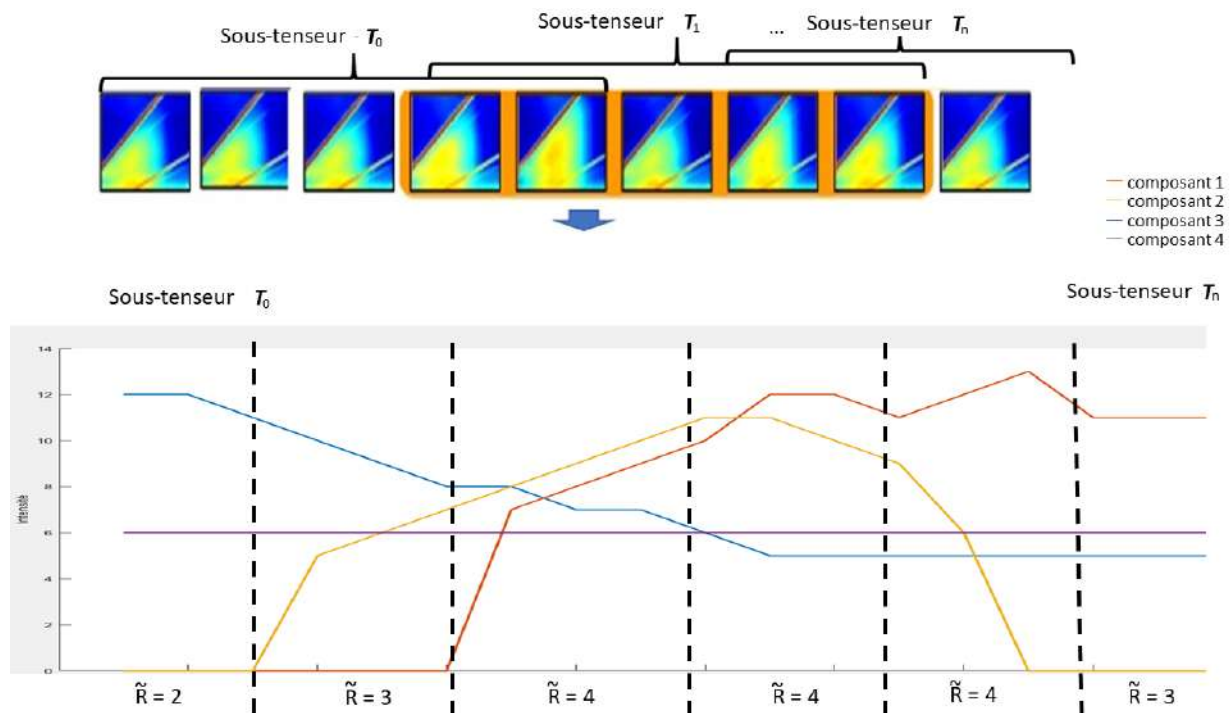 Sous-tenseur T1
... Sous-tenseur Tn
Sous-tenseur - T0
composant 1
composant 2
composant 3
composant 4
Sous-tenseur T0
Sous-tenseur Tn
14
12
10
8
6
4
2
0
intensite
R̃ = 2
R̃ = 3
R̃ = 4
R̃ = 4
R̃ = 4
R̃ = 3